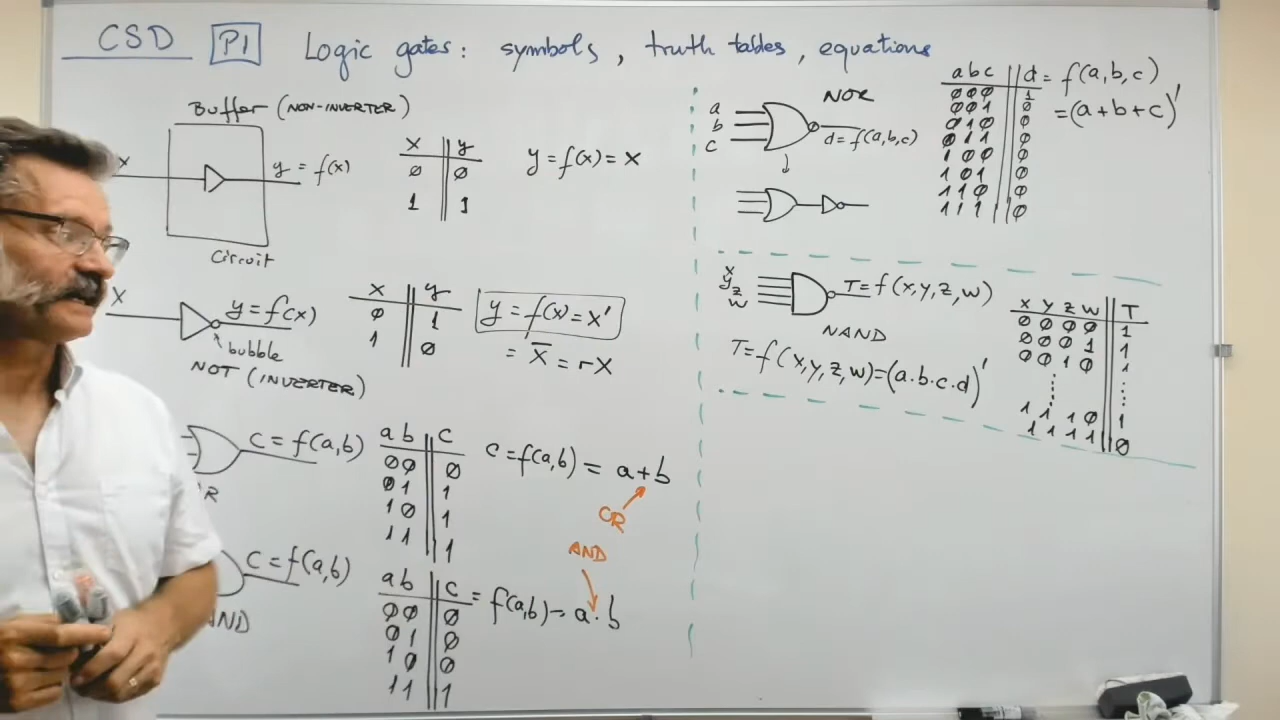 CSD P1 Logic gates: symbols, truth tables, equations
Buffer (NON-INVERTER)
x
y = f(x)
Circuit
x y
0 0
1 1
y = f(x) = x
x
y = f(x)
bubble
NOT (INVERTER)
x y
0 1
1 0
y = f(x) = x'
= x̅ = rx
C = f(a,b)
R
a b C
0 0 0
0 1 1
1 0 1
1 1 1
C = f(a,b) = a + b
OR
AND
C = f(a,b)
AND
a b C = f(a,b) = a · b
0 0 0
0 1 0
1 0 0
1 1 1
NOR
a
b
c
d = f(a,b,c)
a b c d = f(a,b,c)
0 0 0 1 = (a+b+c)'
0 0 1 0
0 1 0 0
0 1 1 0
1 0 0 0
1 0 1 0
1 1 0 0
1 1 1 0
x
y
z
w
T = f(x,y,z,w)
NAND
T = f(x,y,z,w) = (a.b.c.d)'
x y z w T
0 0 0 0 1
0 0 0 1 1
0 0 1 0 1
1 1 1 0 1
1 1 1 1 0